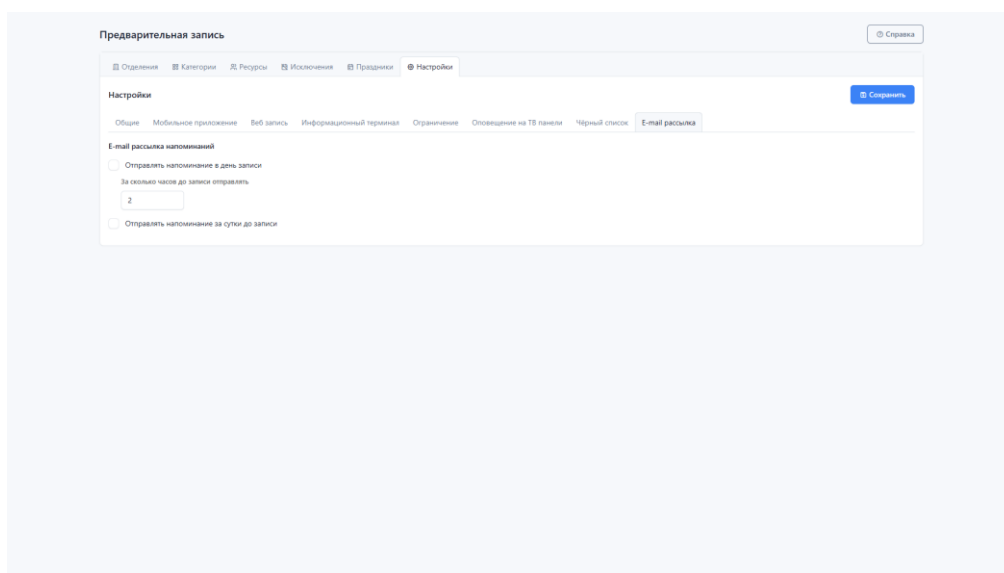 Предварительная запись
Справка
Отделения Категории Ресурсы Исключения Праздники Настройки
Настройки
Сохранить
Общие Мобильное приложение Веб запись Информационный терминал Ограничение Оповещение на ТВ панели Чёрный список E-mail рассылка
E-mail рассылка напоминаний
Отправлять напоминание в день записи
За сколько часов до записи отправлять
2
Отправлять напоминание за сутки до записи